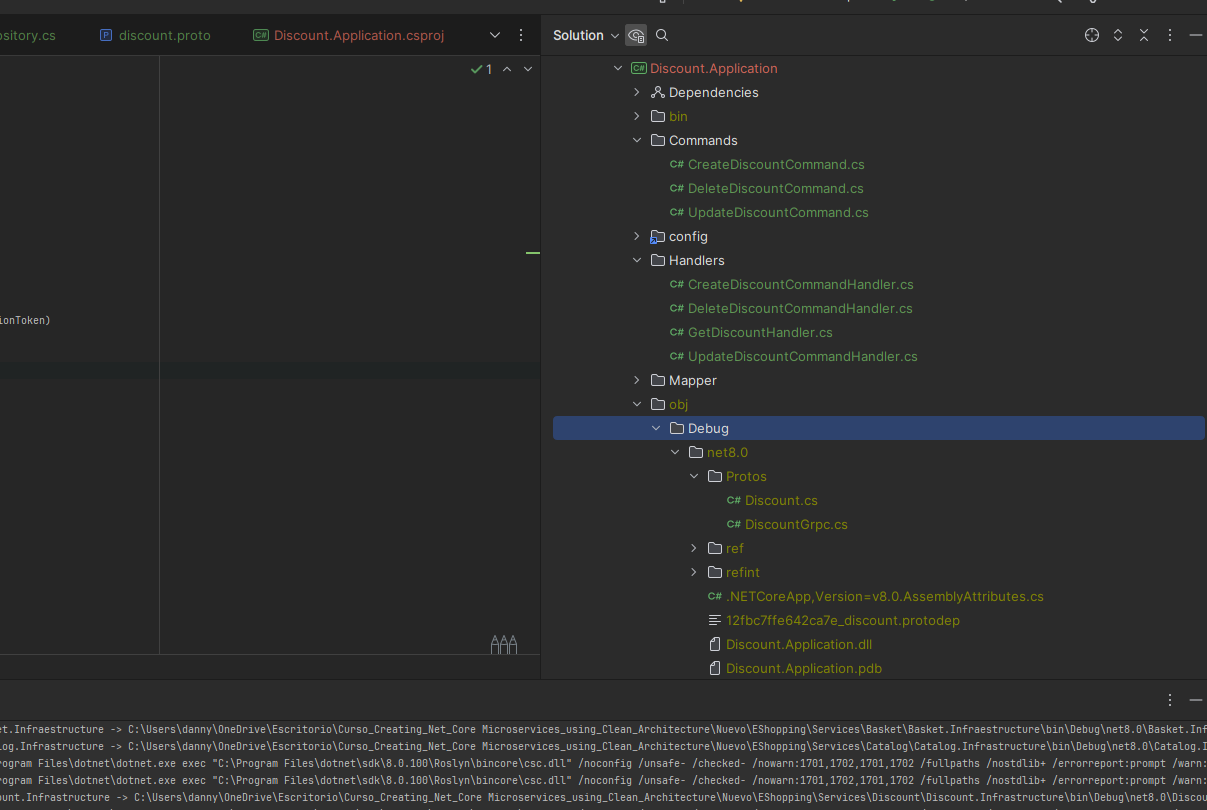 ository.cs
discount.proto
C# Discount.Application.csproj
Solution
1
C# Discount.Application
Dependencies
bin
Commands
C# CreateDiscountCommand.cs
C# DeleteDiscountCommand.cs
C# UpdateDiscountCommand.cs
config
Handlers
C# CreateDiscountCommandHandler.cs
C# DeleteDiscountCommandHandler.cs
ionToken)
C# GetDiscountHandler.cs
C# UpdateDiscountCommandHandler.cs
Mapper
obj
Debug
net8.0
Protos
C# Discount.cs
C# DiscountGrpc.cs
ref
refint
C# .NETCoreApp,Version=v8.0.AssemblyAttributes.cs
12fbc7ffe642ca7e_discount.protodep
Discount.Application.dll
Discount.Application.pdb
et.Infraestructure -> C:\Users\danny\OneDrive\Escritorio\Curso_Creating_Net_Core Microservices_using_Clean_Architecture\Nuevo\EShopping\Services\Basket\Basket.Infraestructure\bin\Debug\net8.0\Basket.Inf
log.Infrastructure -> C:\Users\danny\OneDrive\Escritorio\Curso_Creating_Net_Core Microservices_using_Clean_Architecture\Nuevo\EShopping\Services\Catalog\Catalog.Infrastructure\bin\Debug\net8.0\Catalog.I
rogram Files\dotnet\dotnet.exe exec "C:\Program Files\dotnet\sdk\8.0.100\Roslyn\bincore\csc.dll" /noconfig /unsafe- /checked- /nowarn:1701,1702,1701,1702 /fullpaths /nostdlib+ /errorreport:prompt /warn:
rogram Files\dotnet\dotnet.exe exec "C:\Program Files\dotnet\sdk\8.0.100\Roslyn\bincore\csc.dll" /noconfig /unsafe- /checked- /nowarn:1701,1702,1701,1702 /fullpaths /nostdlib+ /errorreport:prompt /warn:
ount.Infrastructure -> C:\Users\danny\OneDrive\Escritorio\Curso_Creating_Net_Core Microservices_using_Clean_Architecture\Nuevo\EShopping\Services\Discount\Discount.Infrastructure\bin\Debug\net8.0\Disco